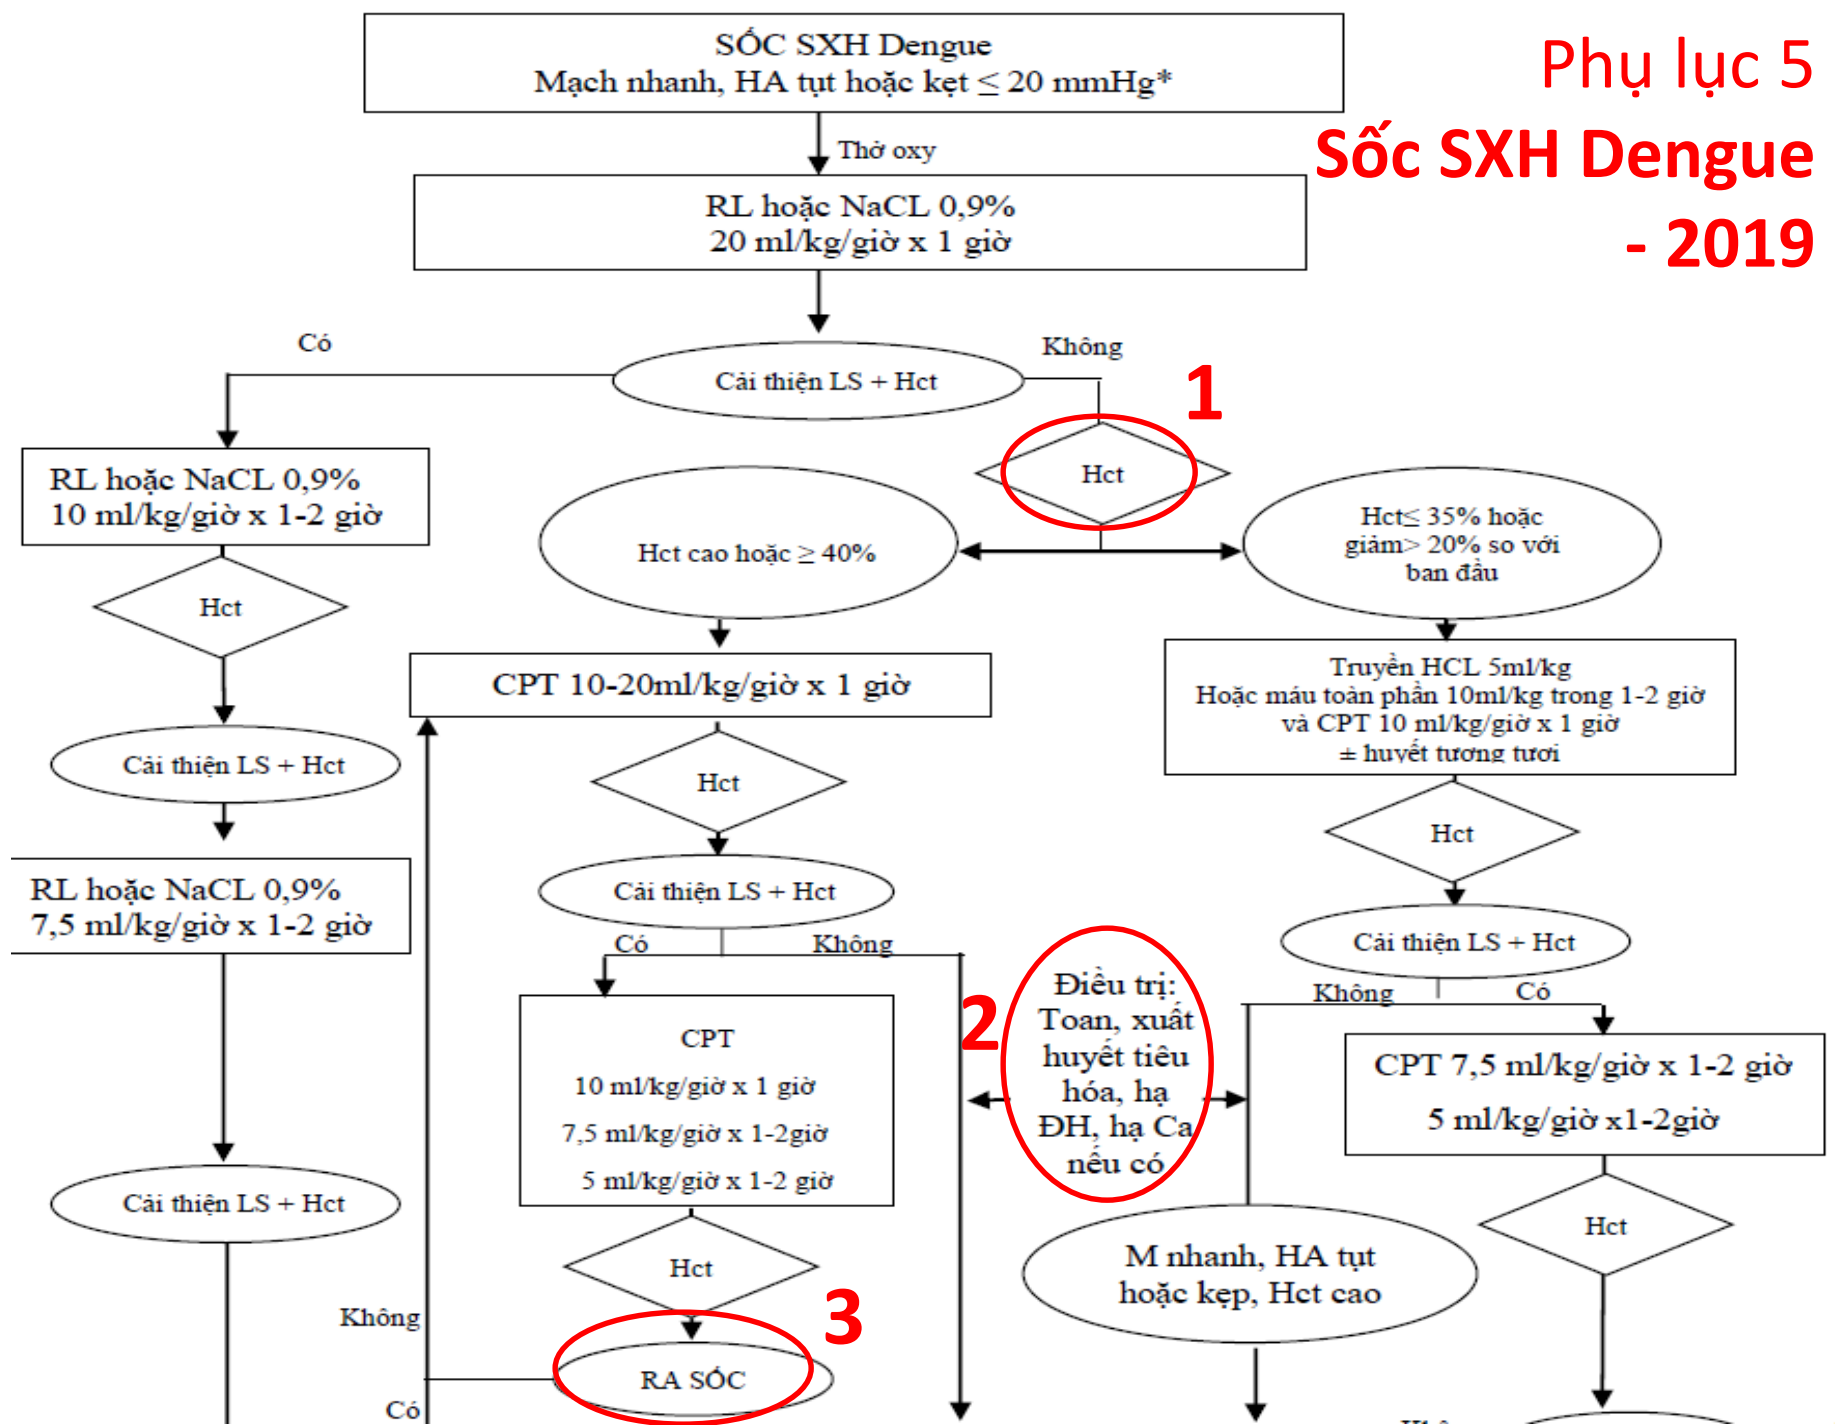 SỐC SXH Dengue
Mạch nhanh, HA tụt hoặc kẹt ≤ 20 mmHg*
Phụ lục 5
Sốc SXH Dengue
- 2019
Thở oxy
RL hoặc NaCL 0,9%
20 ml/kg/giờ x 1 giờ
Có
Không
Cải thiện LS + Hct
1
Hct
RL hoặc NaCL 0,9%
10 ml/kg/giờ x 1-2 giờ
Hct cao hoặc ≥ 40%
Hct≤ 35% hoặc
giảm> 20% so với
ban đầu
Hct
CPT 10-20ml/kg/giờ x 1 giờ
Truyền HCL 5ml/kg
Hoặc máu toàn phần 10ml/kg trong 1-2 giờ
và CPT 10 ml/kg/giờ x 1 giờ
± huyết tương tươi
Cải thiện LS + Hct
Hct
Hct
RL hoặc NaCL 0,9%
7,5 ml/kg/giờ x 1-2 giờ
Cải thiện LS + Hct
Cải thiện LS + Hct
Có
Không
Không
Có
2
Điều trị:
Toan, xuất
huyết tiêu
hóa, hạ
ĐH, hạ Ca
nếu có
CPT
10 ml/kg/giờ x 1 giờ
7,5 ml/kg/giờ x 1-2giờ
5 ml/kg/giờ x 1-2 giờ
CPT 7,5 ml/kg/giờ x 1-2 giờ
5 ml/kg/giờ x1-2giờ
Cải thiện LS + Hct
Hct
Hct
M nhanh, HA tụt
hoặc kẹp, Hct cao
Không
3
RA SỐC
Có